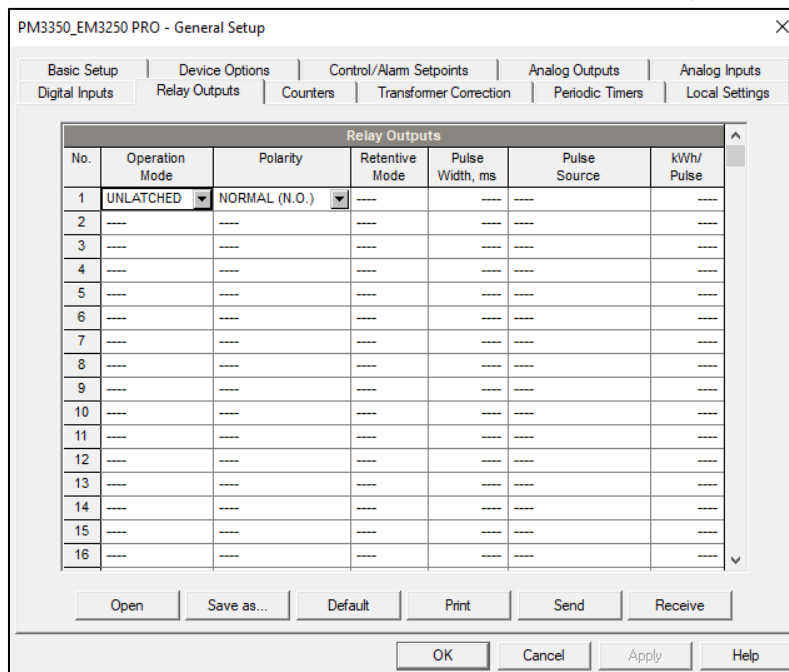 PM3350_EM3250 PRO - General Setup
Basic Setup Device Options Control/Alarm Setpoints Analog Outputs Analog Inputs
Digital Inputs Relay Outputs Counters Transformer Correction Periodic Timers Local Settings
Relay Outputs
No. Operation Mode Polarity Retentive Mode Pulse Width, ms Pulse Source kWh/ Pulse
1 UNLATCHED NORMAL (N.O.) ---- ---- ---- ----
2 ---- ---- ---- ---- ---- ----
3 ---- ---- ---- ---- ---- ----
4 ---- ---- ---- ---- ---- ----
5 ---- ---- ---- ---- ---- ----
6 ---- ---- ---- ---- ---- ----
7 ---- ---- ---- ---- ---- ----
8 ---- ---- ---- ---- ---- ----
9 ---- ---- ---- ---- ---- ----
10 ---- ---- ---- ---- ---- ----
11 ---- ---- ---- ---- ---- ----
12 ---- ---- ---- ---- ---- ----
13 ---- ---- ---- ---- ---- ----
14 ---- ---- ---- ---- ---- ----
15 ---- ---- ---- ---- ---- ----
16 ---- ---- ---- ---- ---- ----
Open Save as... Default Print Send Receive
OK Cancel Apply Help